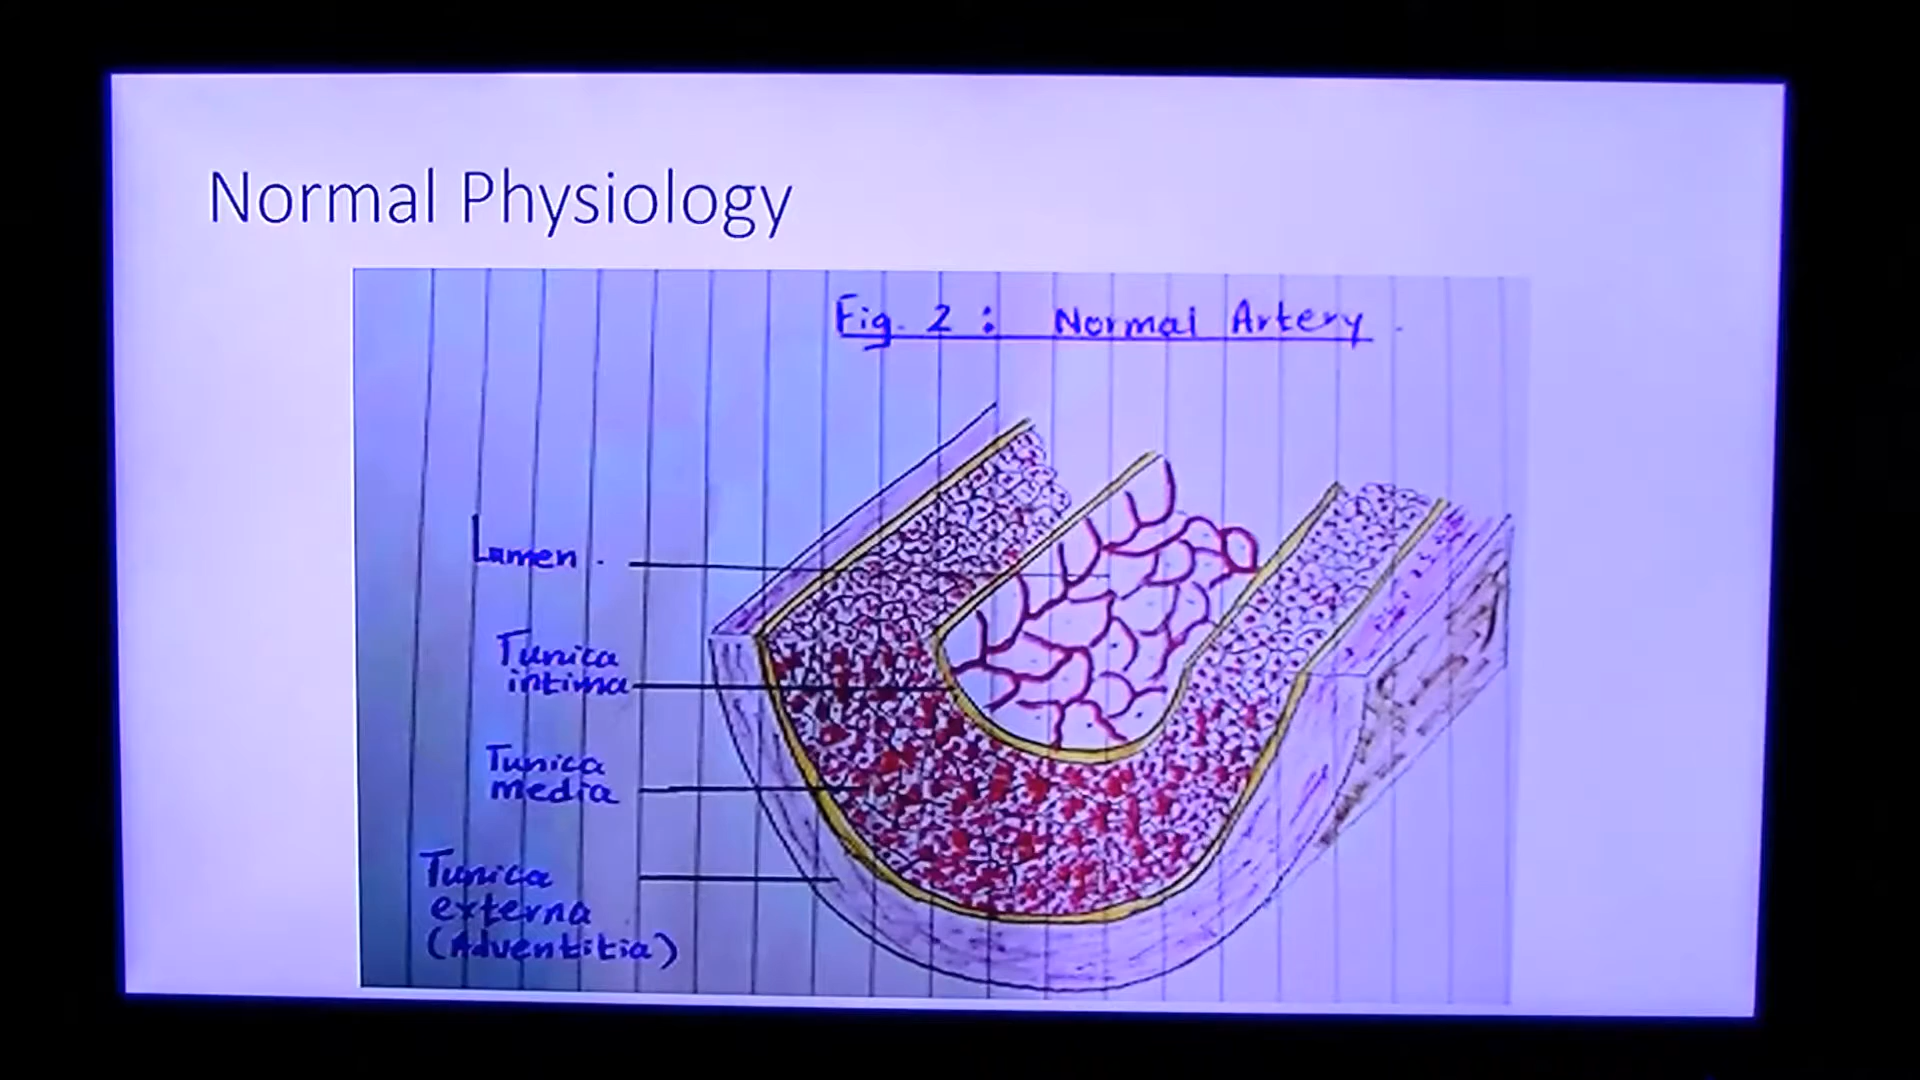 Normal Physiology
Fig. 2 : Normal Artery.
Lumen.
Tunica
intima
Tunica
media
Tunica
externa
(Adventitia)